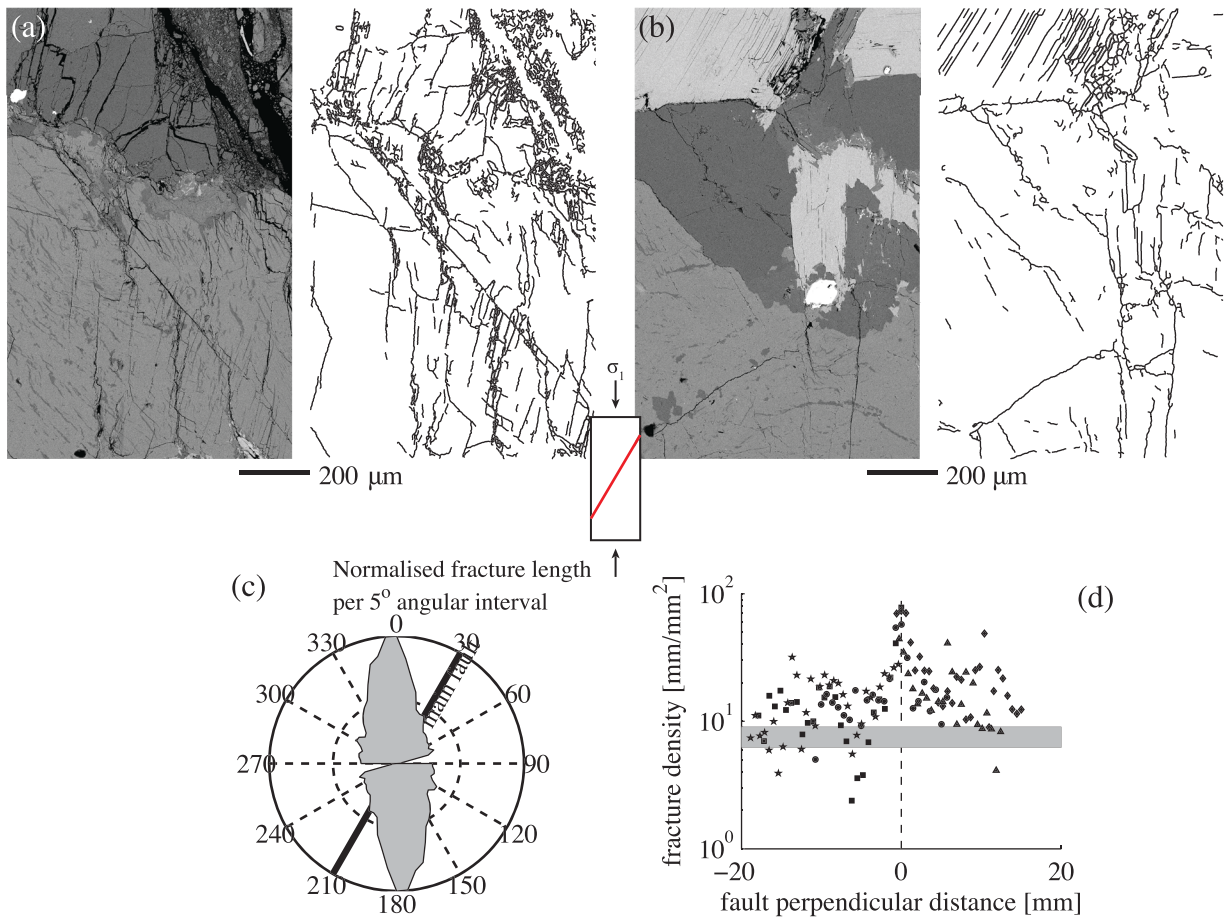 (a)
(b)
σ₁
200 μm
200 μm
(c)
Normalised fracture length
per 5° angular interval
0
30
60
90
120
150
180
210
240
270
300
330
main fault
(d)
fracture density [mm/mm²]
10²
10¹
10⁰
−20
0
20
fault perpendicular distance [mm]